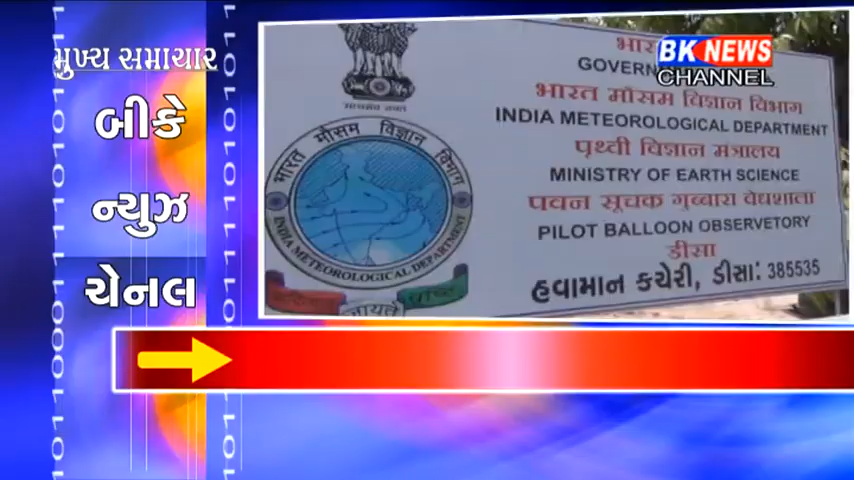 મુખ્ય સમાચાર
બીકે
ન્યુઝ
ચેનલ
BK NEWS
CHANNEL
भारत मौसम विज्ञान विभाग
INDIA METEOROLOGICAL DEPARTMENT
पृथ्वी विज्ञान मंत्रालय
MINISTRY OF EARTH SCIENCE
पवन सूचक गुब्बारा वेधशाला
PILOT BALLOON OBSERVETORY
डीसा
હવામાન કચેરી, ડીસા: 385535
भारत मौसम विज्ञान विभाग
INDIA METEOROLOGICAL DEPARTMENT